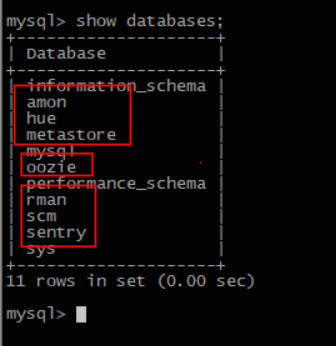 mysql> show databases;
+--------------------+
| Database           |
+--------------------+
| information_schema |
| amon               |
| hue                |
| metastore          |
| mysql              |
| oozie              |
| performance_schema |
| rman               |
| scm                |
| sentry             |
| sys                |
+--------------------+
11 rows in set (0.00 sec)
mysql>